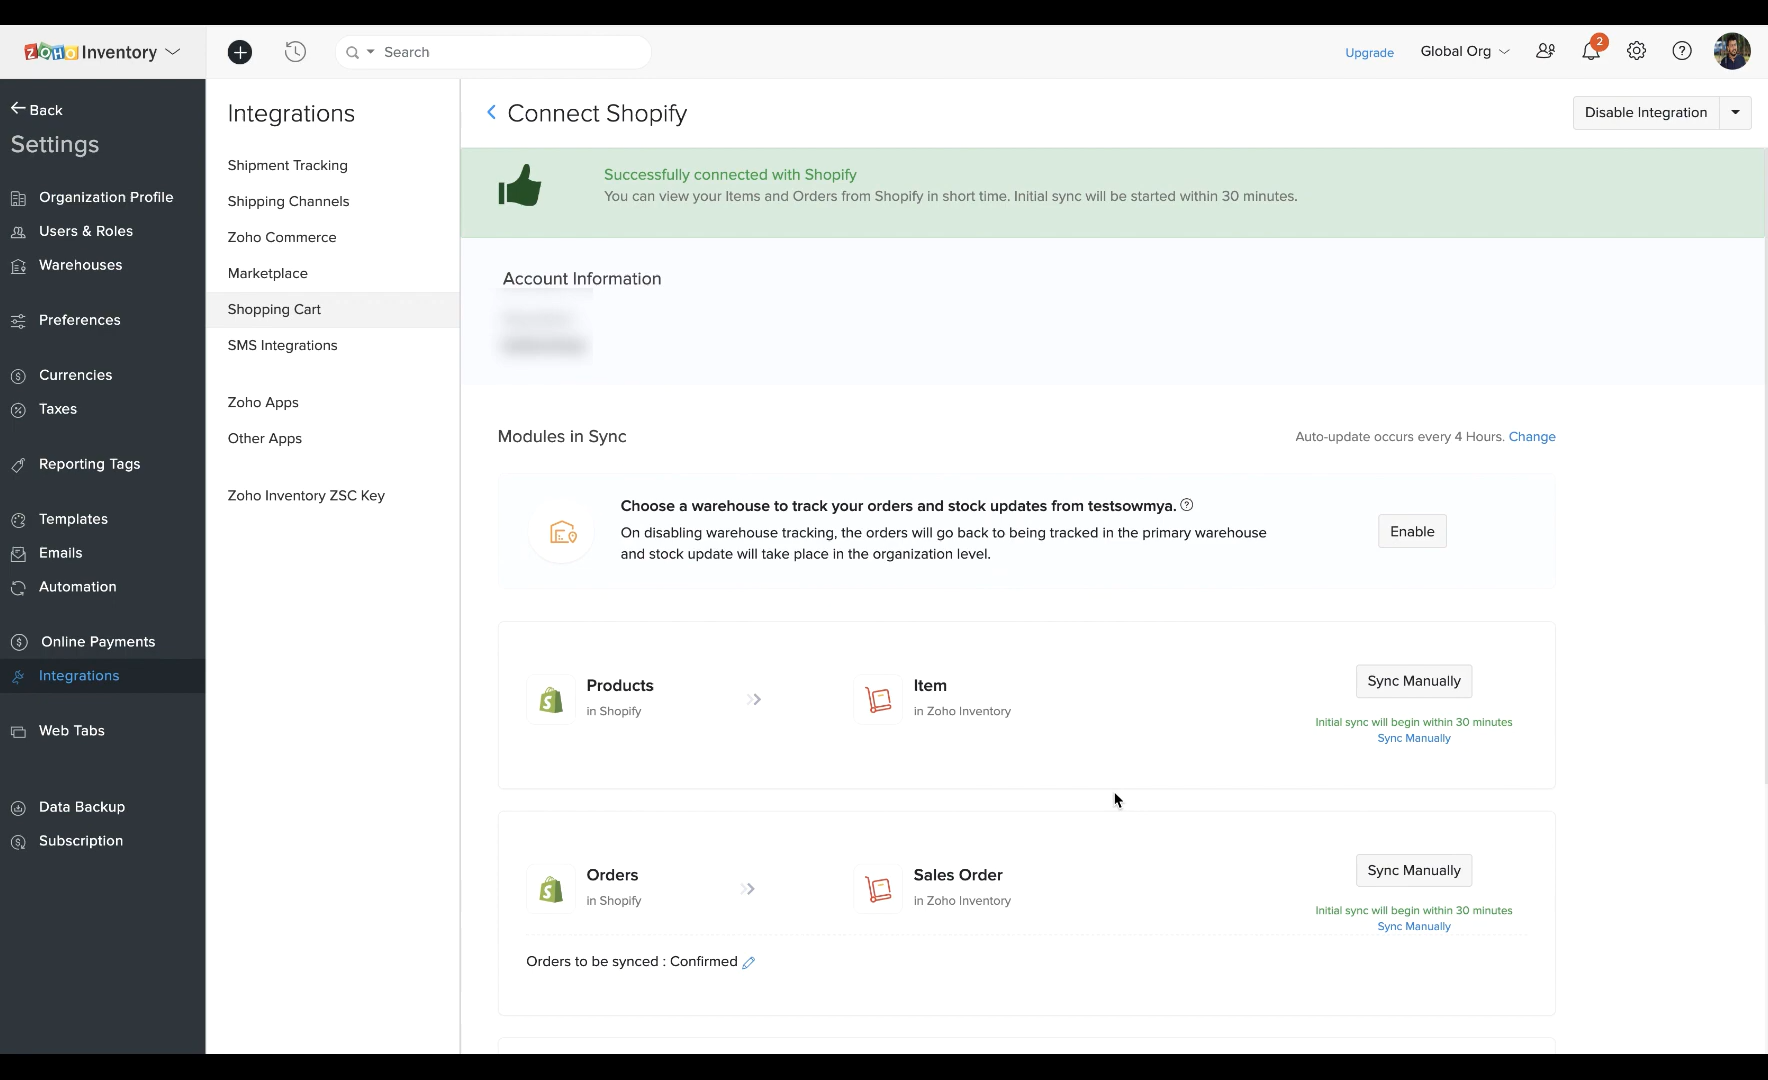 ZOHO Inventory
Search
Upgrade
Global Org
2
Back
Settings
Organization Profile
Users & Roles
Warehouses
Preferences
Currencies
Taxes
Reporting Tags
Templates
Emails
Automation
Online Payments
Integrations
Web Tabs
Data Backup
Subscription
Integrations
Shipment Tracking
Shipping Channels
Zoho Commerce
Marketplace
Shopping Cart
SMS Integrations
Zoho Apps
Other Apps
Zoho Inventory ZSC Key
Connect Shopify
Disable Integration
Successfully connected with Shopify
You can view your Items and Orders from Shopify in short time. Initial sync will be started within 30 minutes.
Account Information
Modules in Sync
Auto-update occurs every 4 Hours. Change
Choose a warehouse to track your orders and stock updates from testsowmya.
On disabling warehouse tracking, the orders will go back to being tracked in the primary warehouse
and stock update will take place in the organization level.
Enable
Products
in Shopify
Item
in Zoho Inventory
Sync Manually
Initial sync will begin within 30 minutes
Sync Manually
Orders
in Shopify
Sales Order
in Zoho Inventory
Sync Manually
Initial sync will begin within 30 minutes
Sync Manually
Orders to be synced : Confirmed